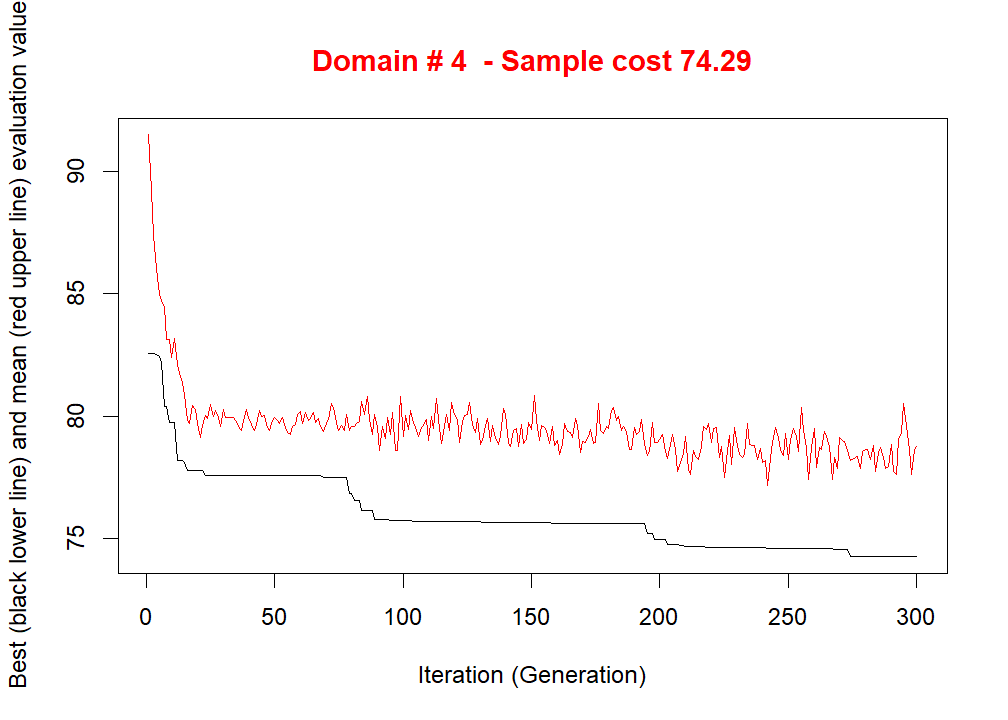 Domain # 4  - Sample cost 74.29
Best (black lower line) and mean (red upper line) evaluation value
90
85
80
75
0 50 100 150 200 250 300
Iteration (Generation)